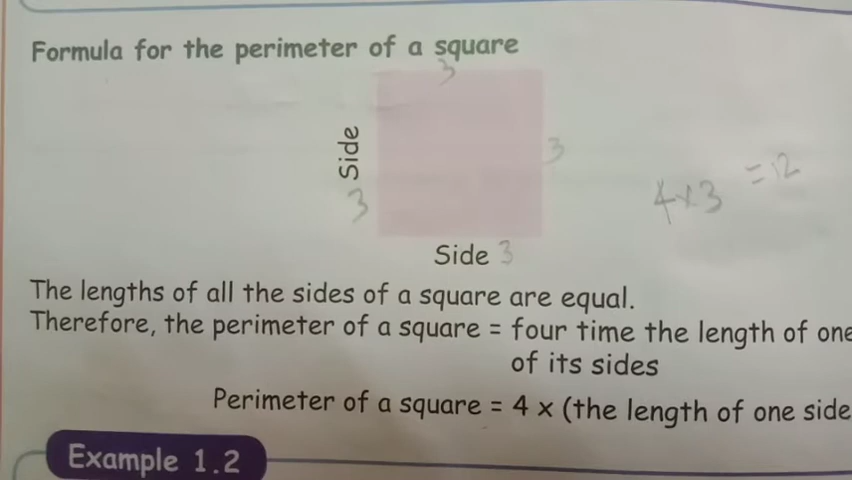 Formula for the perimeter of a square
3
Side
3
3
4x3 =12
Side 3
The lengths of all the sides of a square are equal.
Therefore, the perimeter of a square = four time the length of one
of its sides
Perimeter of a square = 4 x (the length of one side
Example 1.2